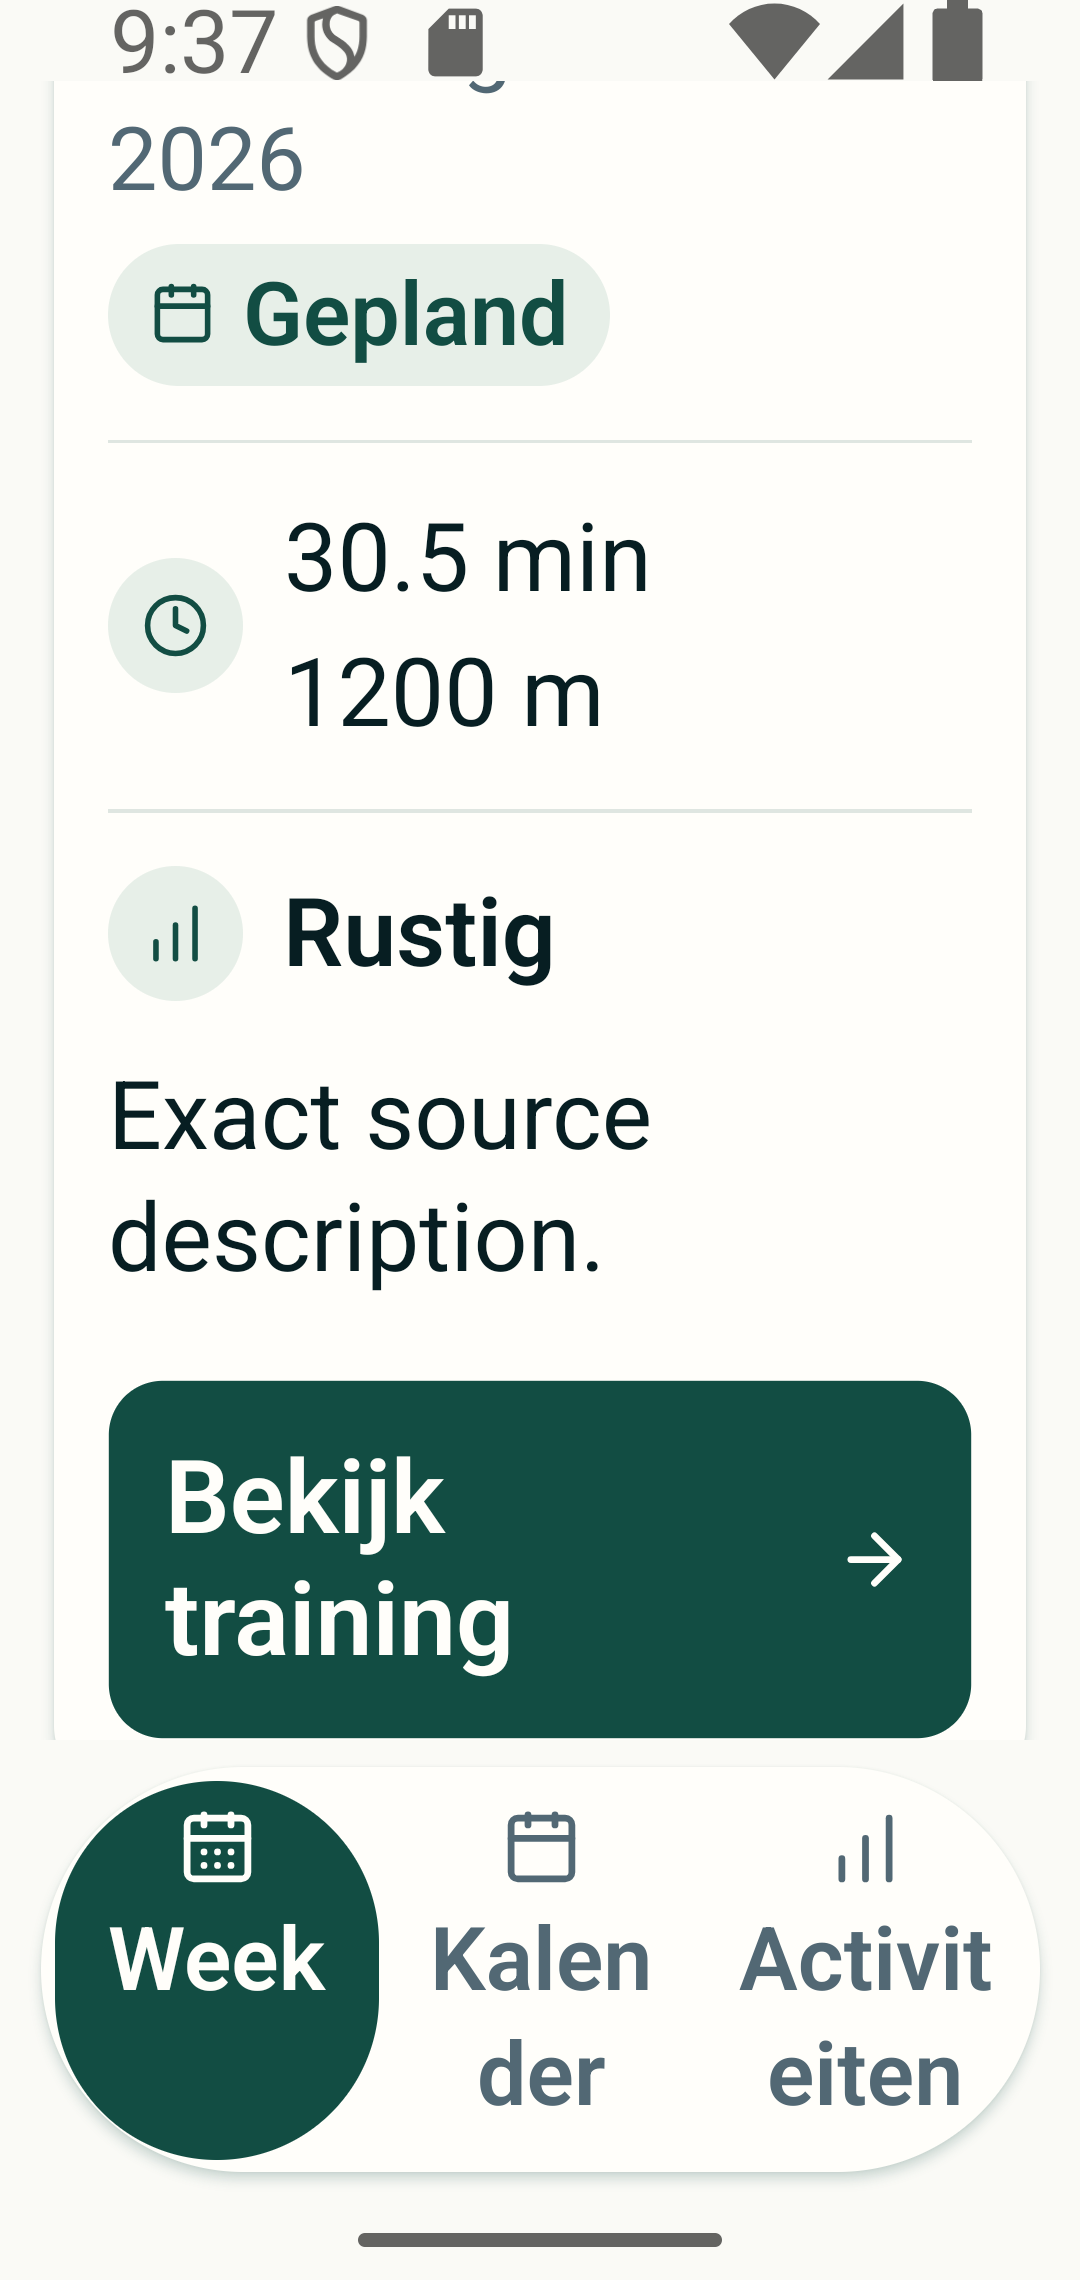 9:37
2026
Gepland
30.5 min
1200 m
Rustig
Exact source
description.
Bekijk
training
Week
Kalen
der
Activit
eiten